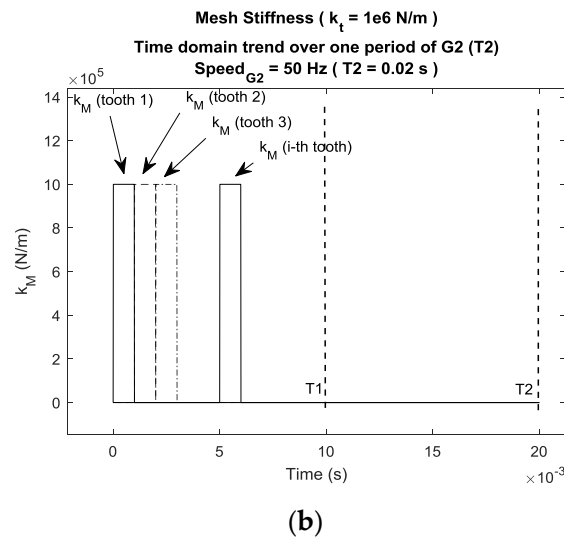 Mesh Stiffness ( k_t = 1e6 N/m )
Time domain trend over one period of G2 (T2)
Speed_G2 = 50 Hz ( T2 = 0.02 s )
×10^5
k_M (tooth 1)
k_M (tooth 2)
k_M (tooth 3)
k_M (i-th tooth)
14
12
10
8
6
4
2
0
k_M (N/m)
T1
T2
0
5
10
15
20
Time (s)
×10^-3
(b)